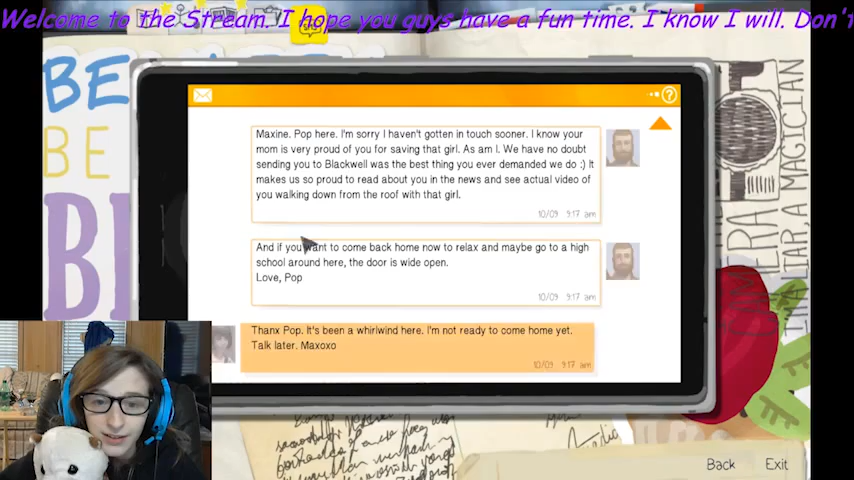 Welcome to the Stream. I hope you guys have a fun time. I know I will. Don't
BE
BE
Maxine. Pop here. I'm sorry I haven't gotten in touch sooner. I know your
mom is very proud of you for saving that girl. As am I. We have no doubt
sending you to Blackwell was the best thing you ever demanded we do :) It
makes us so proud to read about you in the news and see actual video of
you walking down from the roof with that girl.
10/09 9:17 am
And if you want to come back home now to relax and maybe go to a high
school around here, the door is wide open.
Love, Pop
10/09 9:17 am
Thanx Pop. It's been a whirlwind here. I'm not ready to come home yet.
Talk later. Maxoxo
10/09 9:17 am
Back Exit